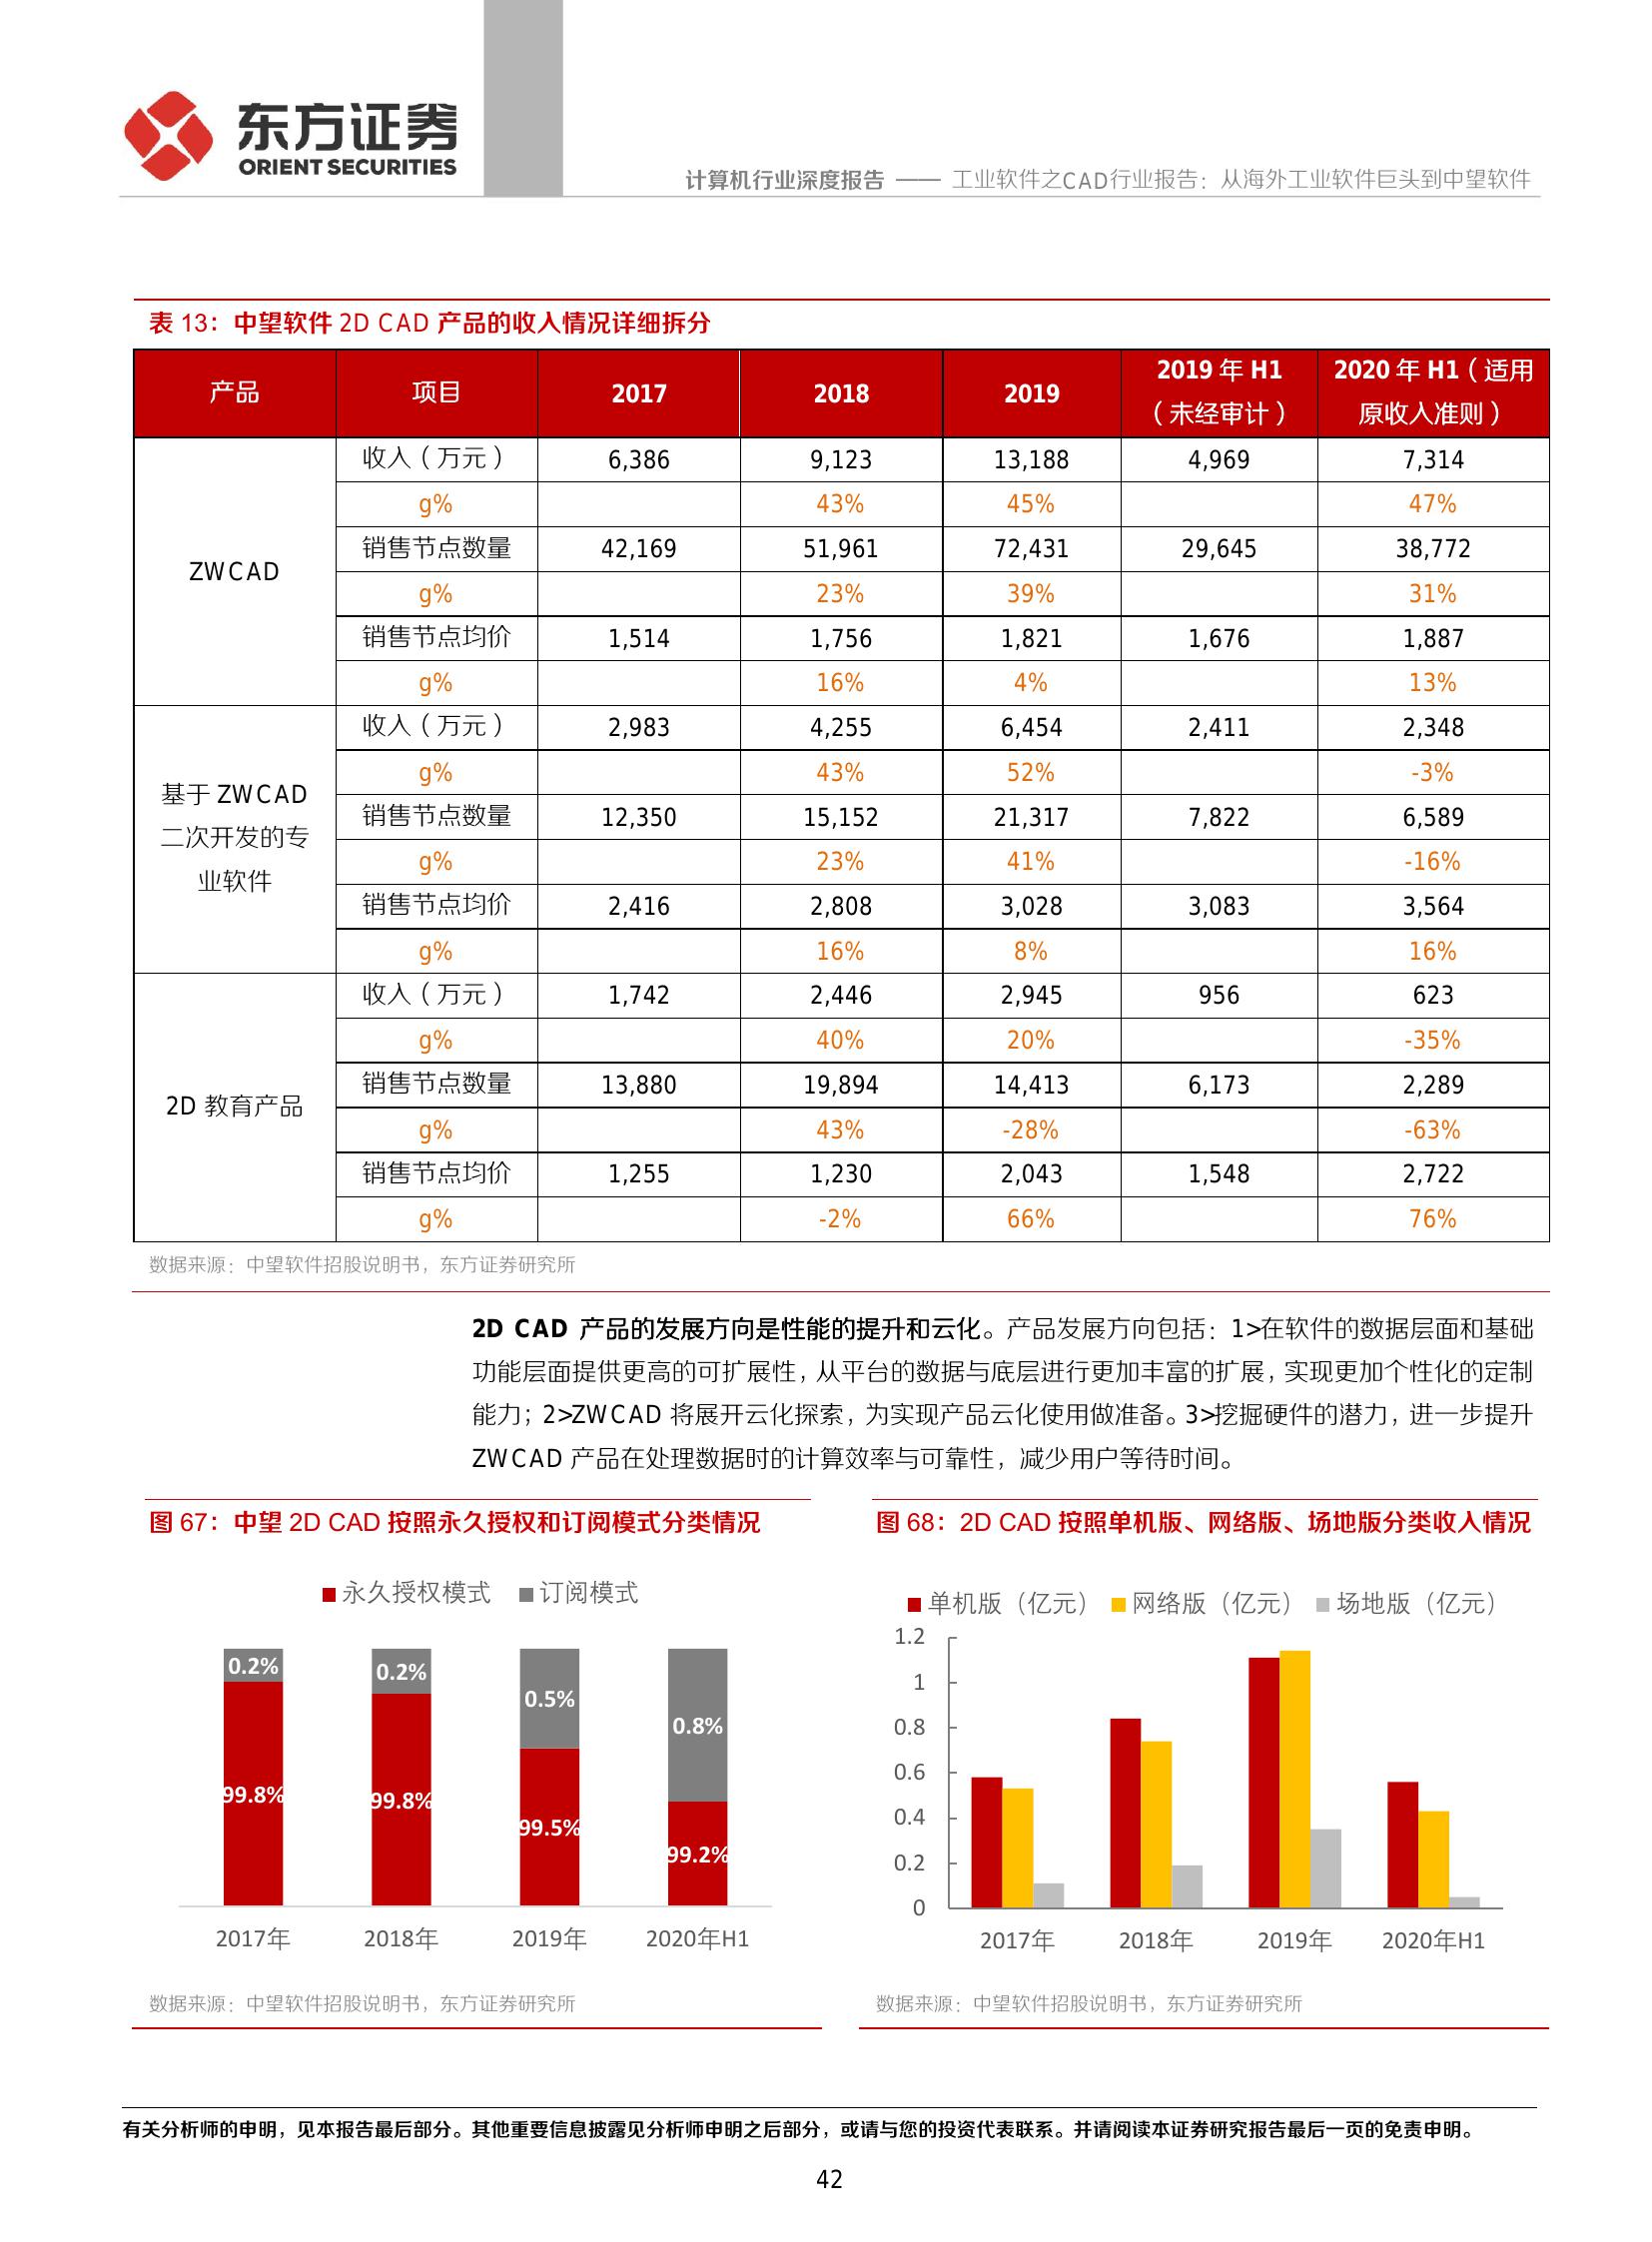 东方证券
ORIENT SECURITIES
计算机行业深度报告 —— 工业软件之CAD行业报告：从海外工业软件巨头到中望软件
表 13：中望软件 2D CAD 产品的收入情况详细拆分
产品 项目 2017 2018 2019 2019 年 H1（未经审计） 2020 年 H1（适用原收入准则）
ZWCAD
收入（万元） 6,386 9,123 13,188 4,969 7,314
g% 43% 45% 47%
销售节点数量 42,169 51,961 72,431 29,645 38,772
g% 23% 39% 31%
销售节点均价 1,514 1,756 1,821 1,676 1,887
g% 16% 4% 13%
基于 ZWCAD
二次开发的专
业软件
收入（万元） 2,983 4,255 6,454 2,411 2,348
g% 43% 52% -3%
销售节点数量 12,350 15,152 21,317 7,822 6,589
g% 23% 41% -16%
销售节点均价 2,416 2,808 3,028 3,083 3,564
g% 16% 8% 16%
2D 教育产品
收入（万元） 1,742 2,446 2,945 956 623
g% 40% 20% -35%
销售节点数量 13,880 19,894 14,413 6,173 2,289
g% 43% -28% -63%
销售节点均价 1,255 1,230 2,043 1,548 2,722
g% -2% 66% 76%
数据来源：中望软件招股说明书，东方证券研究所
2D CAD 产品的发展方向是性能的提升和云化。产品发展方向包括：1>在软件的数据层面和基础
功能层面提供更高的可扩展性，从平台的数据与底层进行更加丰富的扩展，实现更加个性化的定制
能力；2>ZWCAD 将展开云化探索，为实现产品云化使用做准备。3>挖掘硬件的潜力，进一步提升
ZWCAD 产品在处理数据时的计算效率与可靠性，减少用户等待时间。
图 67：中望 2D CAD 按照永久授权和订阅模式分类情况
永久授权模式 订阅模式
0.2% 0.2% 0.5% 0.8%
99.8% 99.8% 99.5% 99.2%
2017年 2018年 2019年 2020年H1
数据来源：中望软件招股说明书，东方证券研究所
图 68：2D CAD 按照单机版、网络版、场地版分类收入情况
单机版（亿元） 网络版（亿元） 场地版（亿元）
1.2
1
0.8
0.6
0.4
0.2
0
2017年 2018年 2019年 2020年H1
数据来源：中望软件招股说明书，东方证券研究所
有关分析师的申明，见本报告最后部分。其他重要信息披露见分析师申明之后部分，或请与您的投资代表联系。并请阅读本证券研究报告最后一页的免责申明。
42